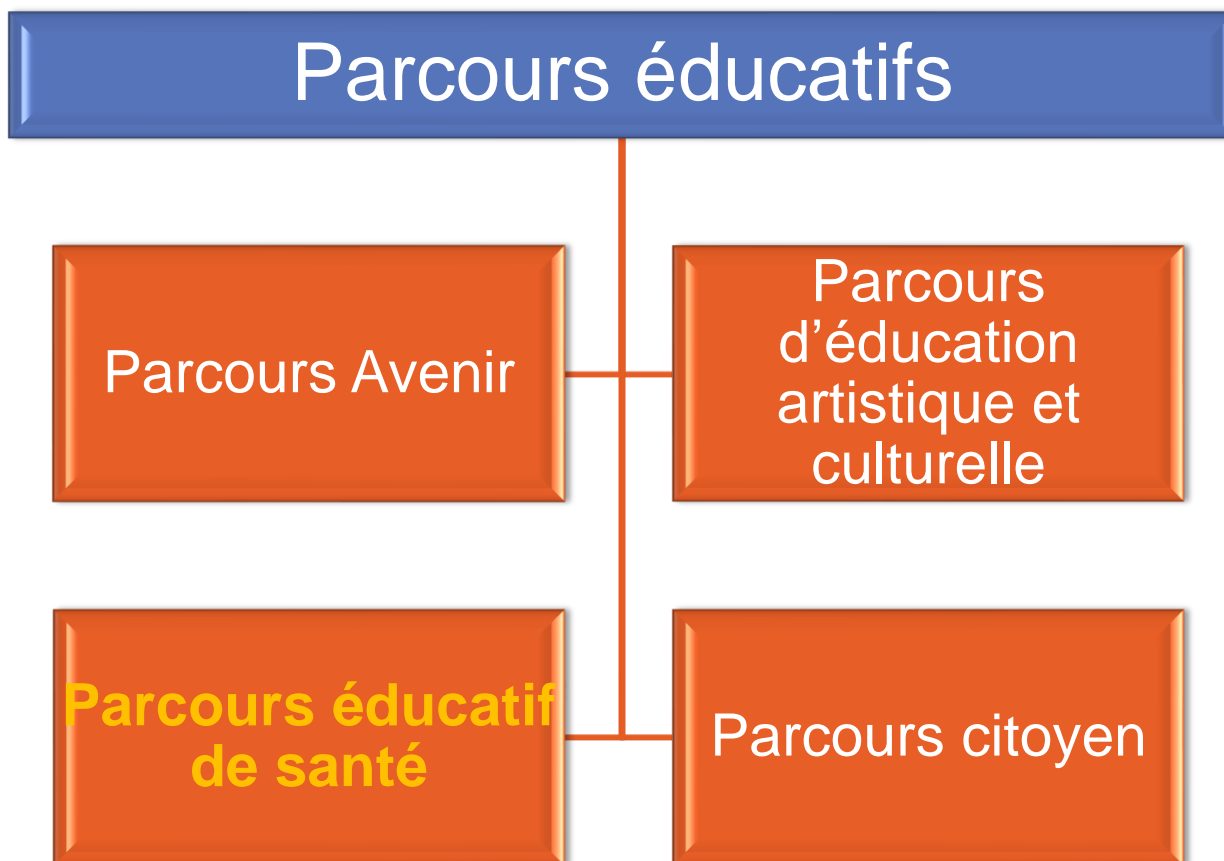 Parcours éducatifs
Parcours Avenir
Parcours
d’éducation
artistique et
culturelle
Parcours éducatif
de santé
Parcours citoyen